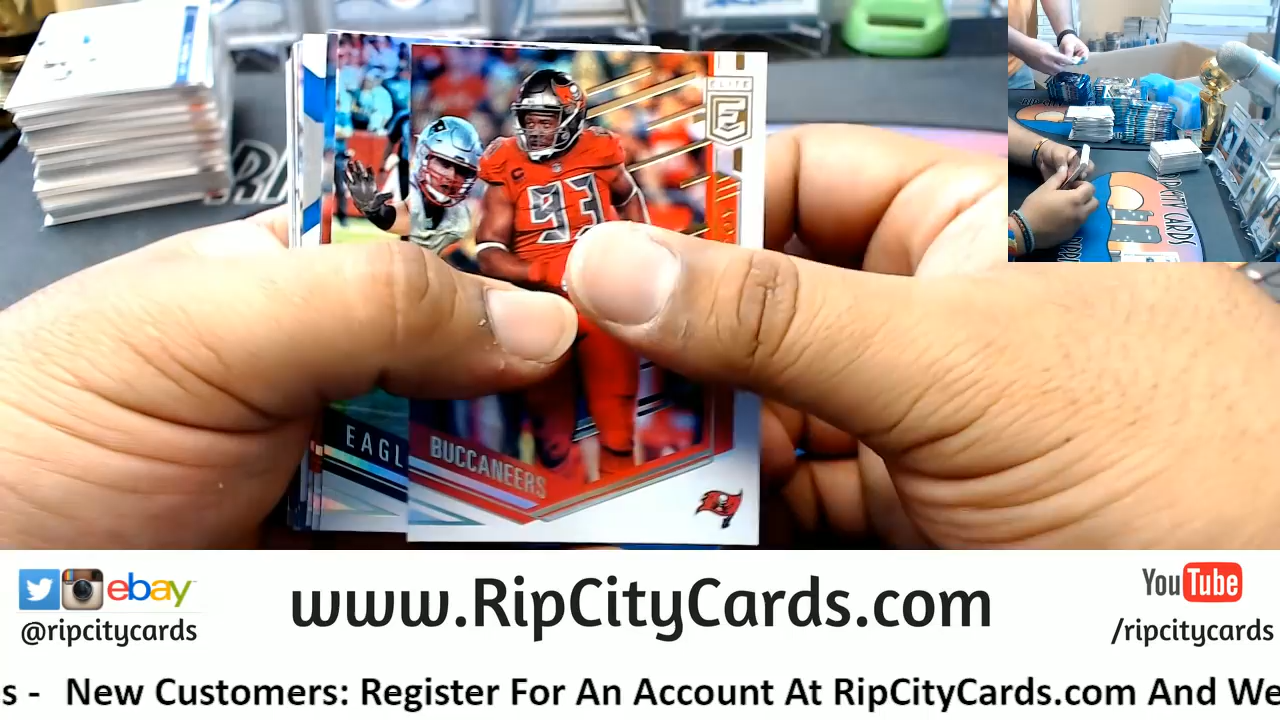 ELITE
E
93
C
EAGL
BUCCANEERS
ebay
@ripcitycards
www.RipCityCards.com
YouTube
/ripcitycards
s - New Customers: Register For An Account At RipCityCards.com And We